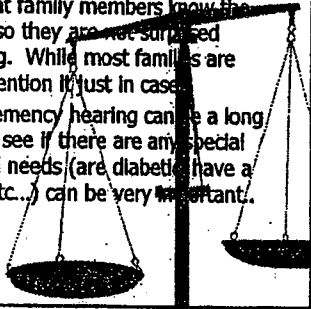 at family members know the
so they are not surprised
g. While most families are
ention it just in case
emency hearing can be a long
see if there are any special
needs (are diabetic, have a
tc...) can be very important..